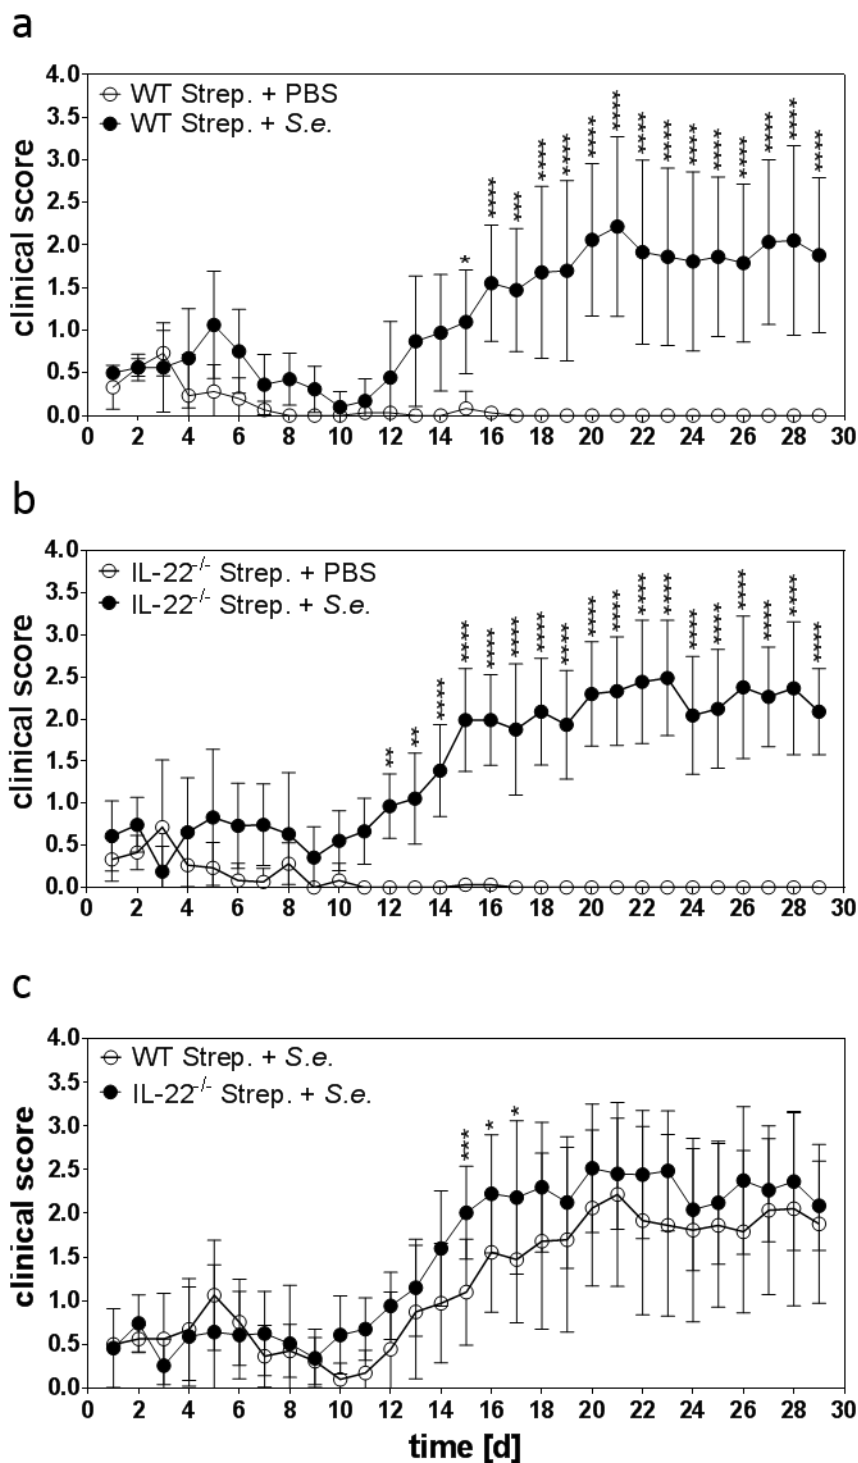 a
4.0
3.5
3.0
2.5
2.0
1.5
1.0
0.5
0.0
clinical score
WT Strep. + PBS
WT Strep. + S.e.
* **** *** **** **** **** **** **** **** **** **** **** **** **** ****
0 2 4 6 8 10 12 14 16 18 20 22 24 26 28 30
b
4.0
3.5
3.0
2.5
2.0
1.5
1.0
0.5
0.0
clinical score
IL-22-/- Strep. + PBS
IL-22-/- Strep. + S.e.
** ** **** **** **** **** **** **** **** **** **** **** **** **** **** **** **** ****
0 2 4 6 8 10 12 14 16 18 20 22 24 26 28 30
c
4.0
3.5
3.0
2.5
2.0
1.5
1.0
0.5
0.0
clinical score
WT Strep. + S.e.
IL-22-/- Strep. + S.e.
*** * *
0 2 4 6 8 10 12 14 16 18 20 22 24 26 28 30
time [d]